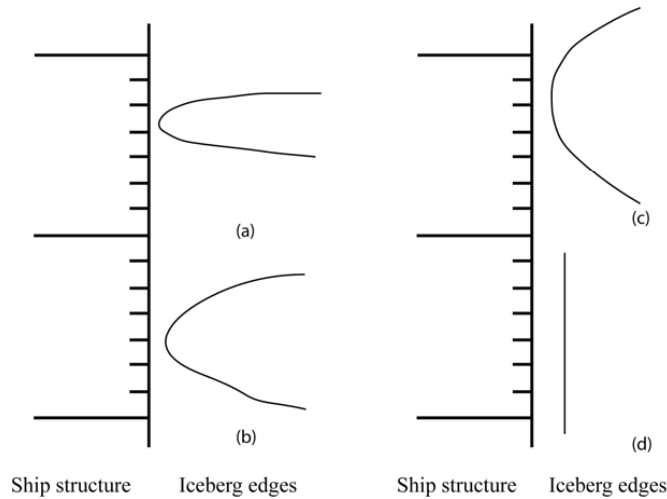 (a)
(c)
(b)
(d)
Ship structure Iceberg edges Ship structure Iceberg edges